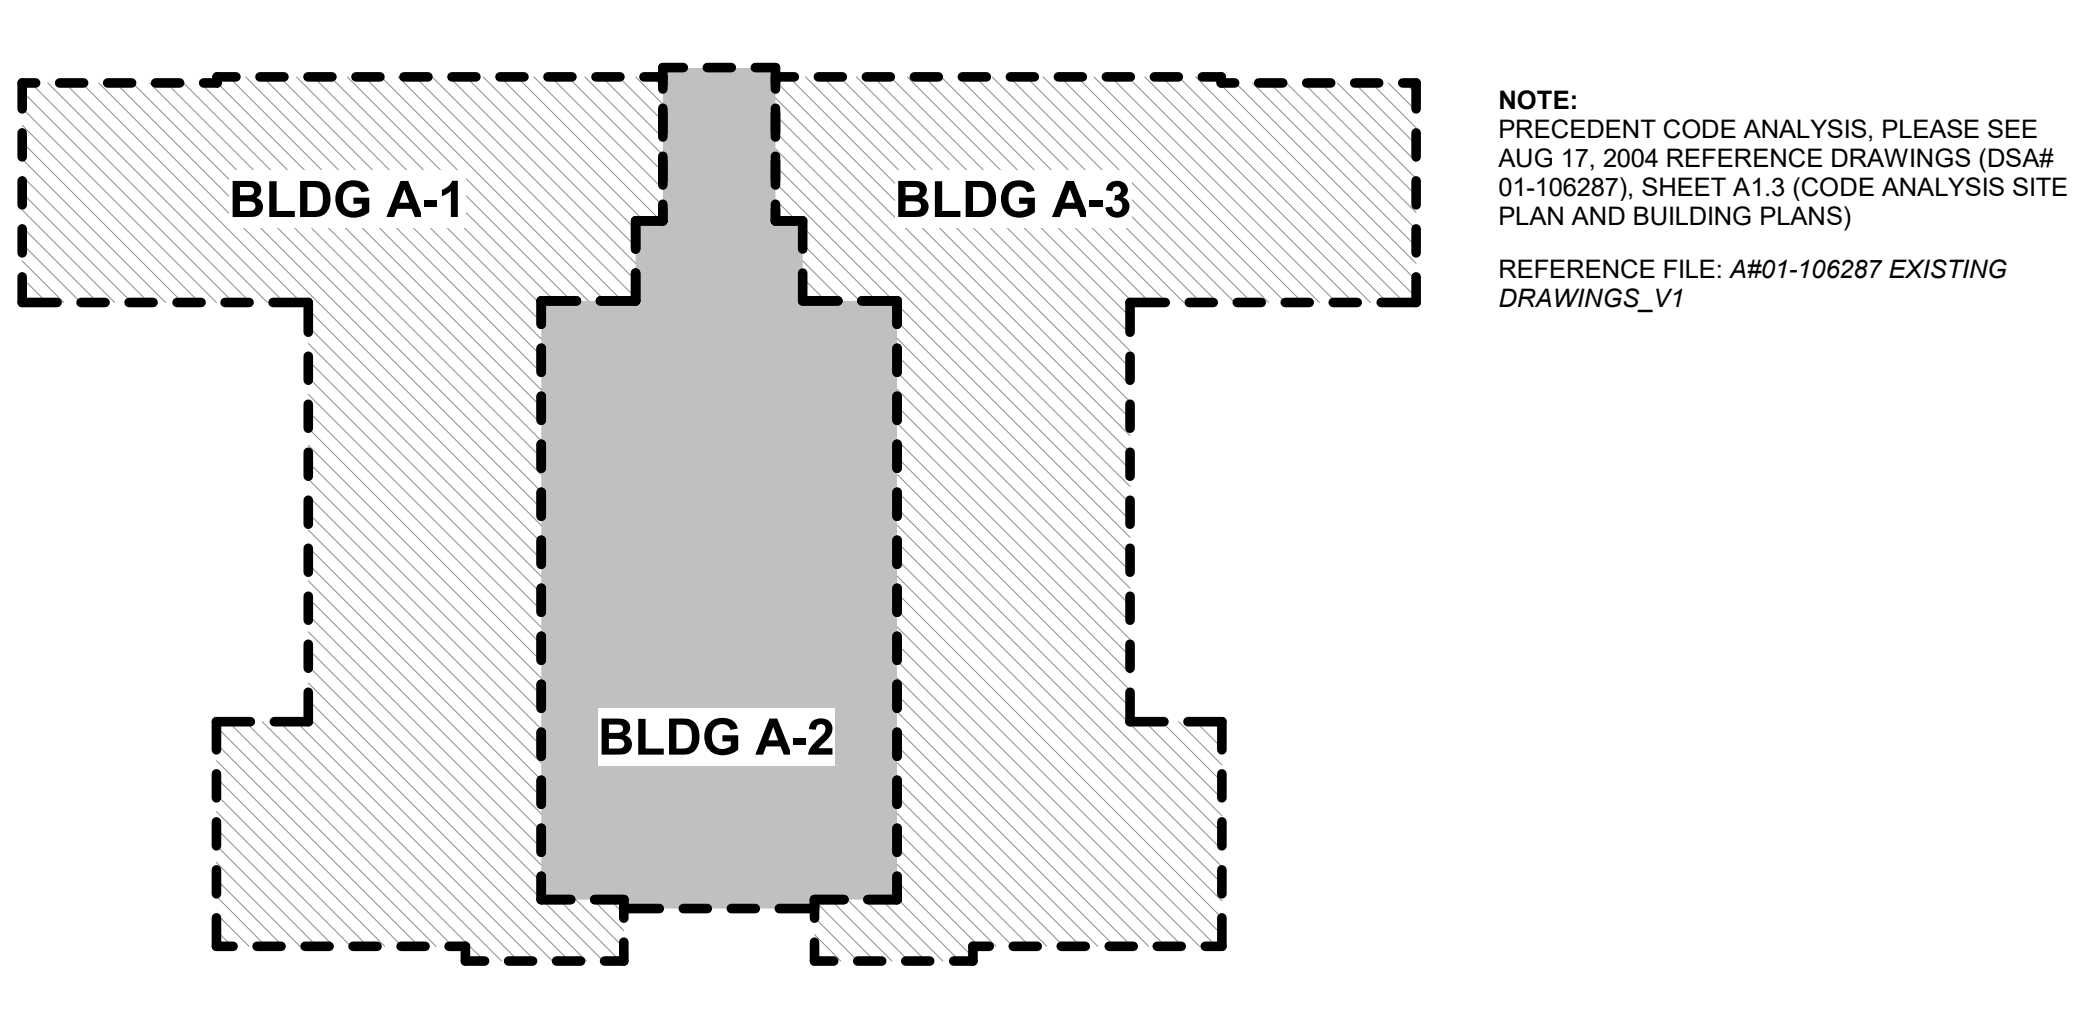 BLDG A-1
BLDG A-3
BLDG A-2
NOTE:
PRECEDENT CODE ANALYSIS, PLEASE SEE
AUG 17, 2004 REFERENCE DRAWINGS (DSA#
01-106287), SHEET A1.3 (CODE ANALYSIS SITE
PLAN AND BUILDING PLANS)
REFERENCE FILE: A#01-106287 EXISTING
DRAWINGS_V1